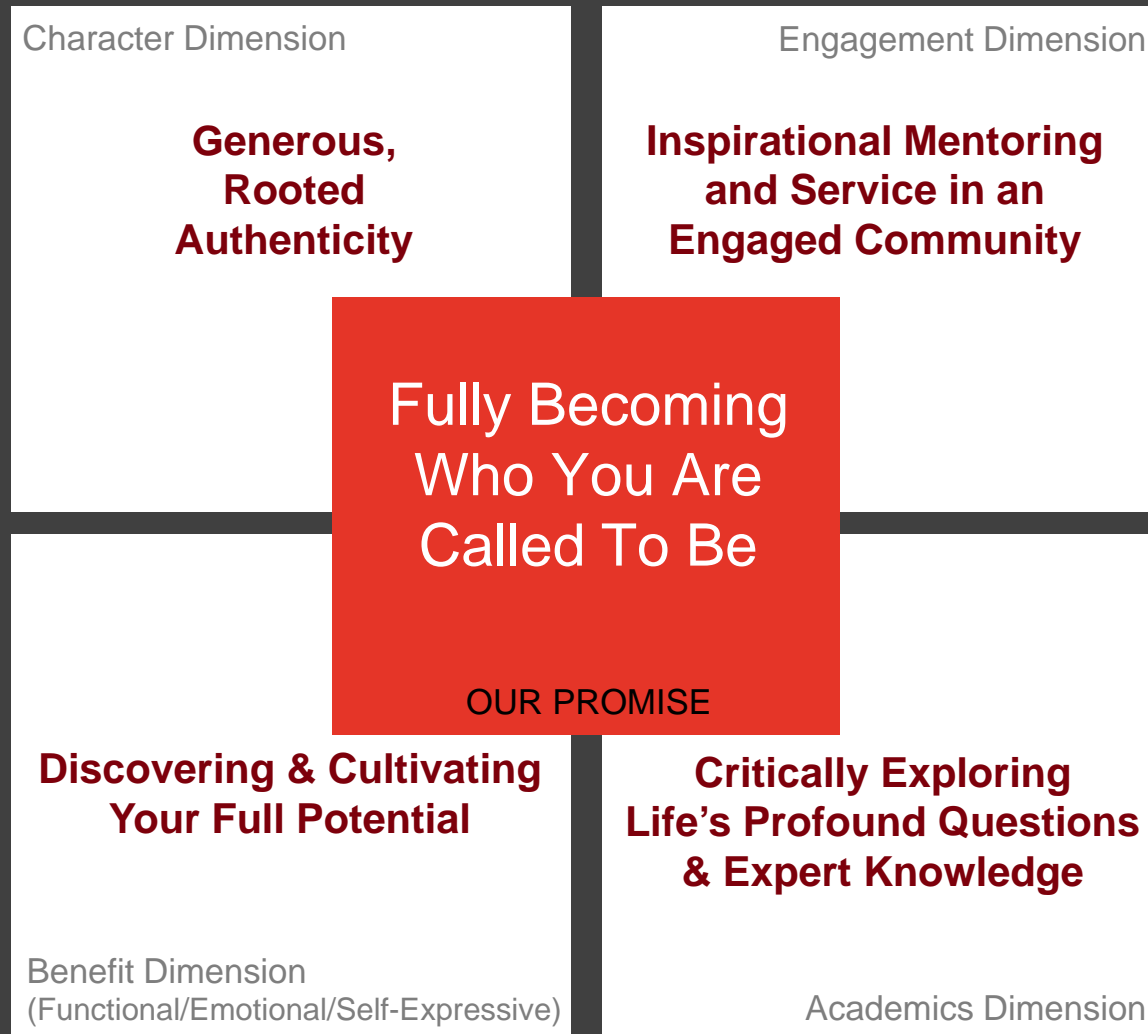 Character Dimension
Generous,
Rooted
Authenticity
Engagement Dimension
Inspirational Mentoring
and Service in an
Engaged Community
Fully Becoming
Who You Are
Called To Be
OUR PROMISE
Discovering & Cultivating
Your Full Potential
Benefit Dimension
(Functional/Emotional/Self-Expressive)
Critically Exploring
Life’s Profound Questions
& Expert Knowledge
Academics Dimension